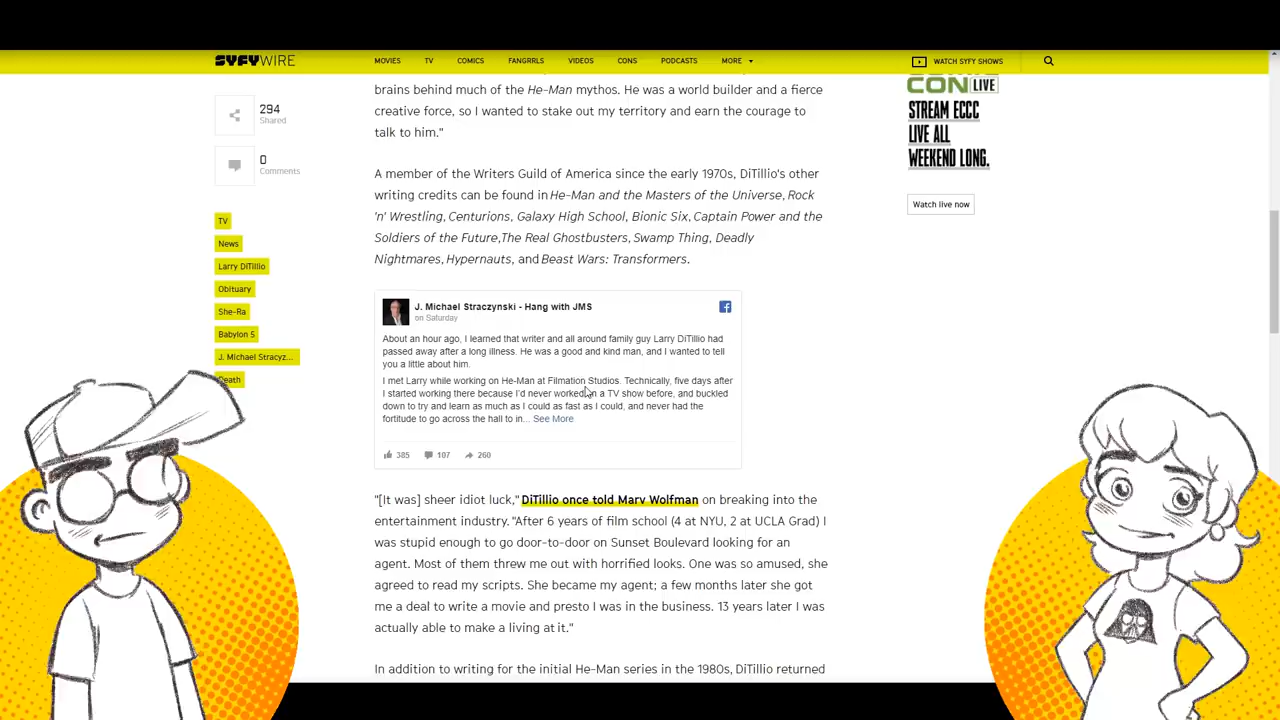 SYFYWIRE
MOVIES TV COMICS FANGRRLS VIDEOS CONS PODCASTS MORE
WATCH SYFY SHOWS
294
Shared
0
Comments
TV
News
Larry DiTillio
Obituary
She-Ra
Babylon 5
J. Michael Stracyz...
Death
brains behind much of the He-Man mythos. He was a world builder and a fierce
creative force, so I wanted to stake out my territory and earn the courage to
talk to him."
A member of the Writers Guild of America since the early 1970s, DiTillio's other
writing credits can be found in He-Man and the Masters of the Universe, Rock
'n' Wrestling, Centurions, Galaxy High School, Bionic Six, Captain Power and the
Soldiers of the Future,The Real Ghostbusters, Swamp Thing, Deadly
Nightmares, Hypernauts, and Beast Wars: Transformers.
J. Michael Straczynski - Hang with JMS
on Saturday
About an hour ago, I learned that writer and all around family guy Larry DiTillio had
passed away after a long illness. He was a good and kind man, and I wanted to tell
you a little about him.
I met Larry while working on He-Man at Filmation Studios. Technically, five days after
I started working there because I'd never worked on a TV show before, and buckled
down to try and learn as much as I could as fast as I could, and never had the
fortitude to go across the hall to in... See More
385 107 260
"[It was] sheer idiot luck," DiTillio once told Marv Wolfman on breaking into the
entertainment industry. "After 6 years of film school (4 at NYU, 2 at UCLA Grad) I
was stupid enough to go door-to-door on Sunset Boulevard looking for an
agent. Most of them threw me out with horrified looks. One was so amused, she
agreed to read my scripts. She became my agent; a few months later she got
me a deal to write a movie and presto I was in the business. 13 years later I was
actually able to make a living at it."
In addition to writing for the initial He-Man series in the 1980s, DiTillio returned
CON LIVE
STREAM ECCC
LIVE ALL
WEEKEND LONG.
Watch live now